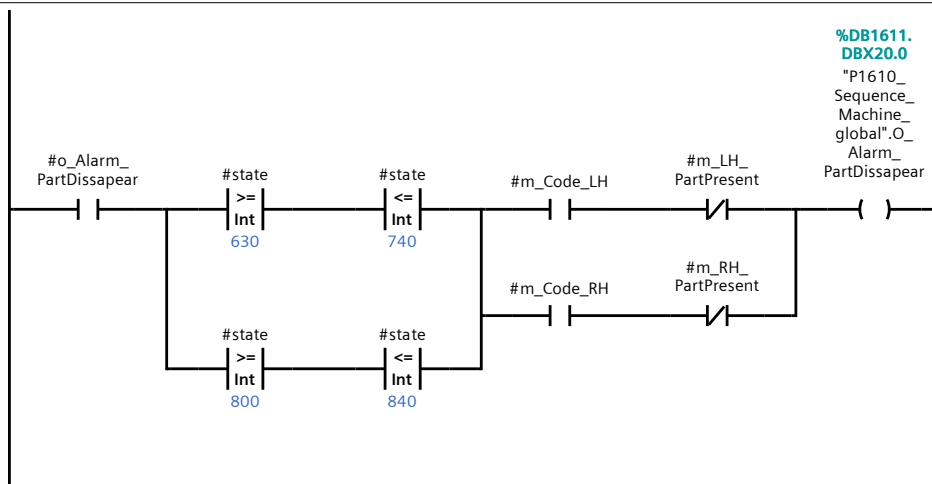 %DB1611.
DBX20.0
"P1610_
Sequence_
Machine_
global".O_
Alarm_
PartDissapear
#o_Alarm_
PartDissapear
#state
>=
Int
630
#state
<=
Int
740
#m_Code_LH
#m_LH_
PartPresent
#m_Code_RH
#m_RH_
PartPresent
#state
>=
Int
800
#state
<=
Int
840